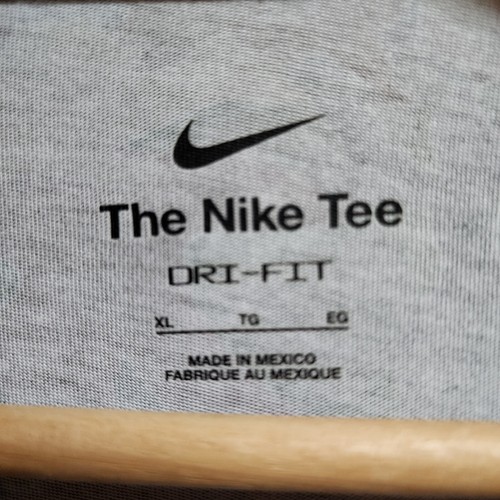 The Nike Tee
DRI-FIT
XL TG EG
MADE IN MEXICO
FABRIQUE AU MEXIQUE